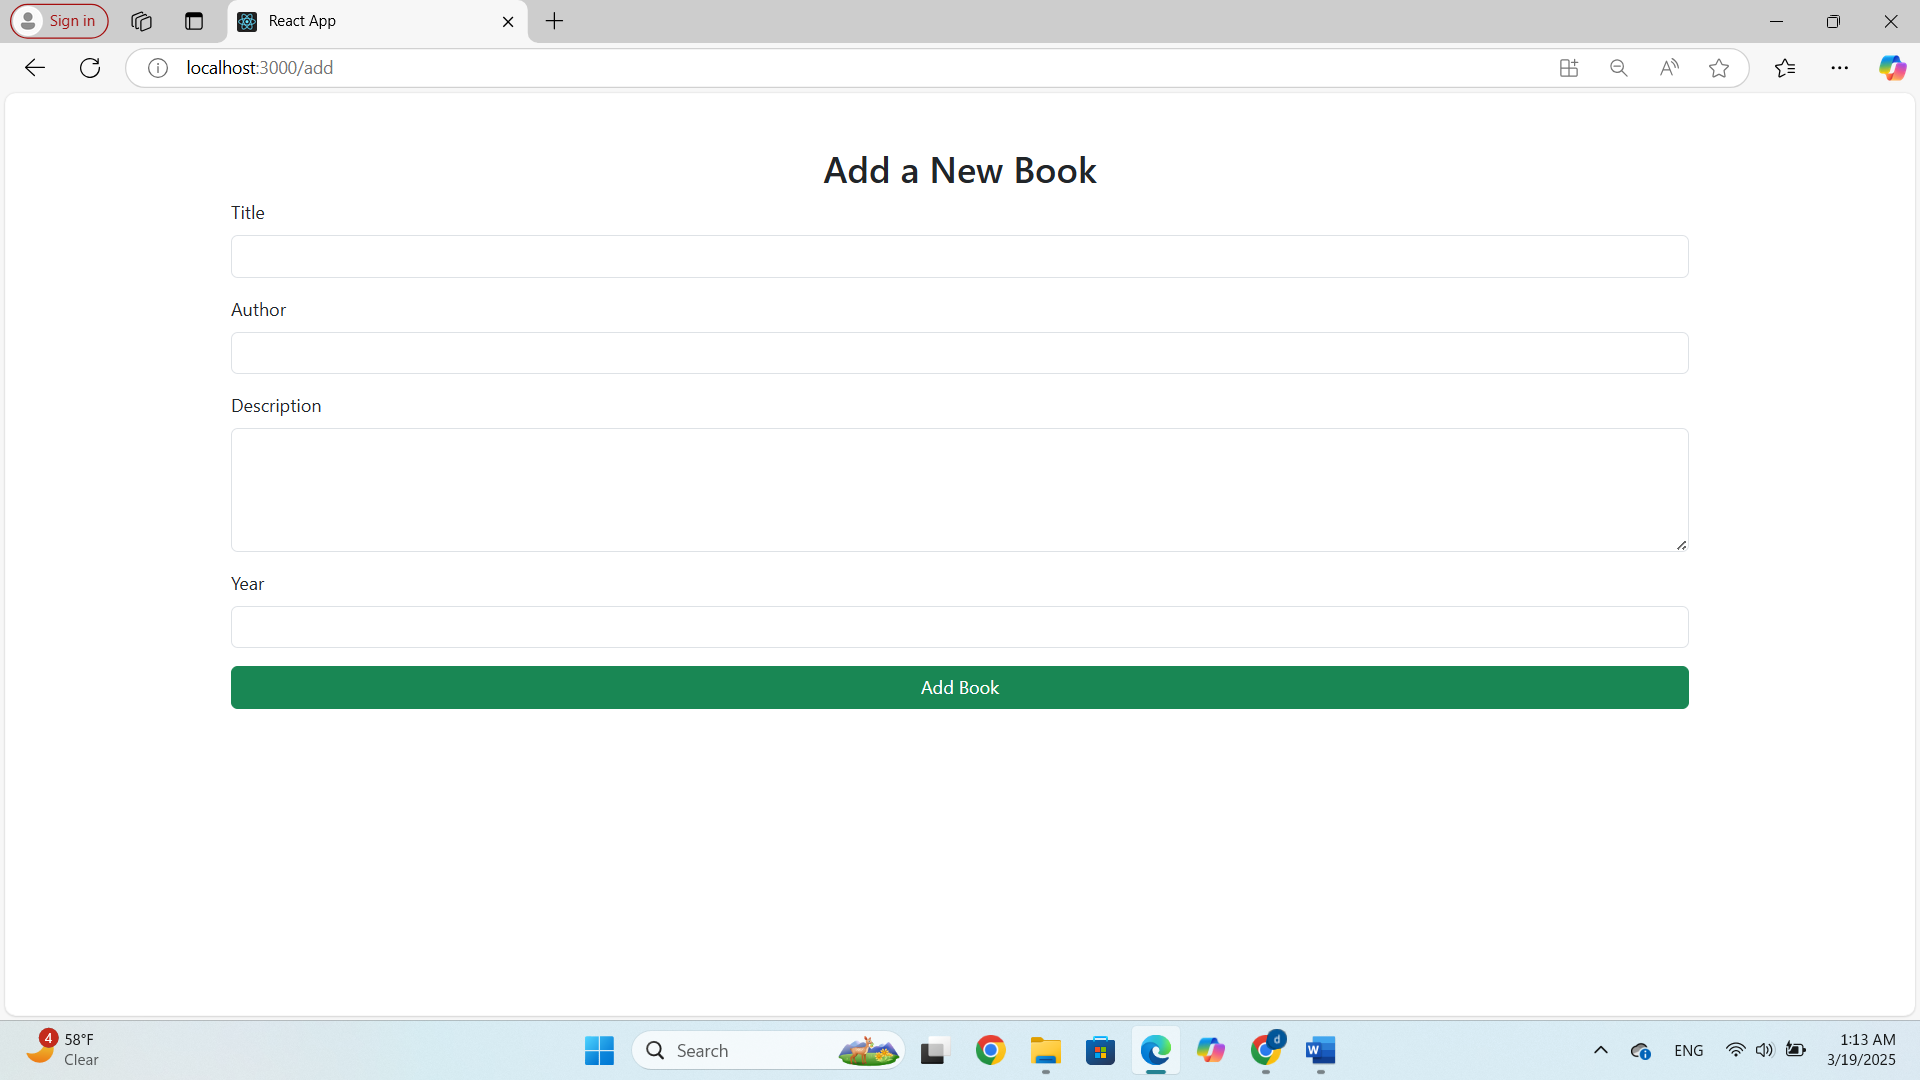 Sign in
React App
localhost:3000/add
Add a New Book
Title
Author
Description
Year
Add Book
4
58°F
Clear
Search
d
W
ENG
1:13 AM
3/19/2025